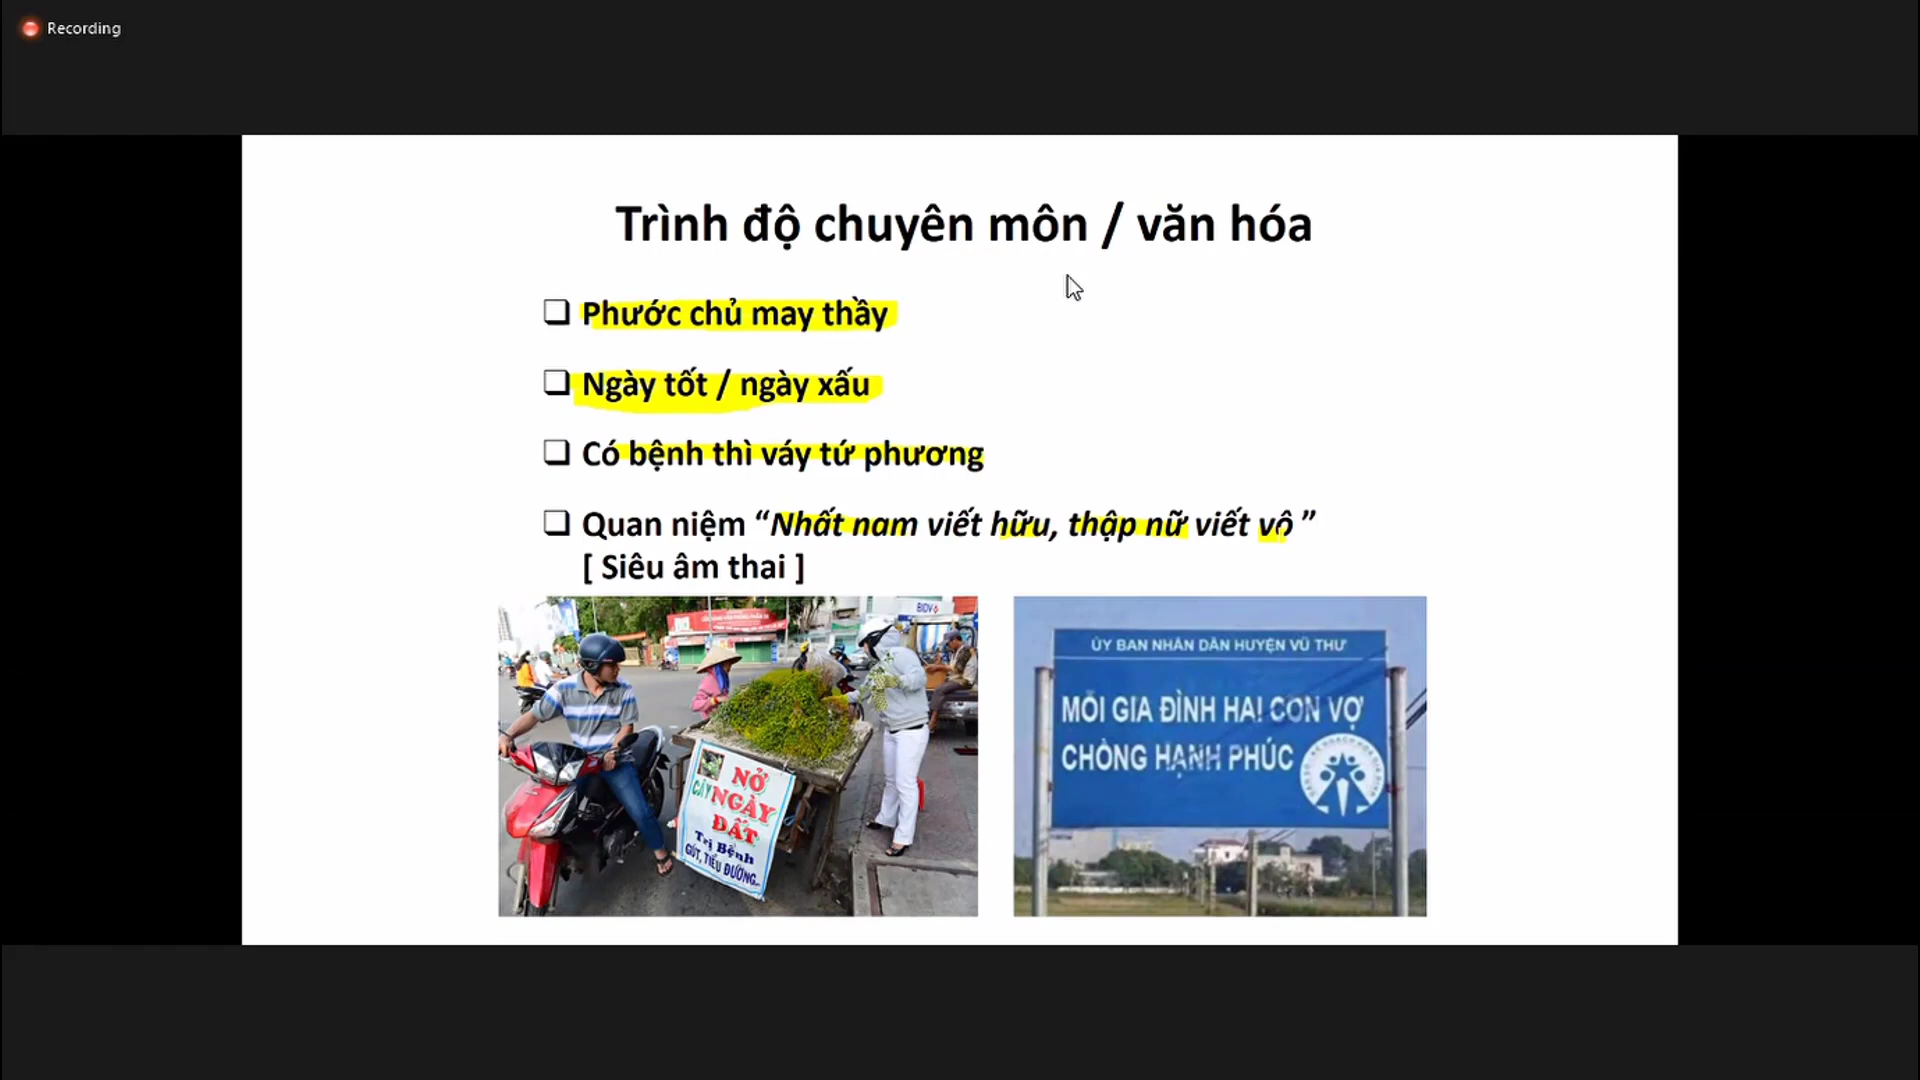 Recording
Trình độ chuyên môn / văn hóa
Phước chủ may thầy
Ngày tốt / ngày xấu
Có bệnh thì váy tứ phương
Quan niệm “Nhất nam viết hữu, thập nữ viết vô ”
[ Siêu âm thai ]
BIDV
NỞ
CÂY NGÀY
ĐẤT
Trị Bệnh
GÚT, TIỂU ĐƯỜNG...
ỦY BAN NHÂN DÂN HUYỆN VŨ THƯ
MỖI GIA ĐÌNH HAI CON VỢ
CHỒNG HẠNH PHÚC